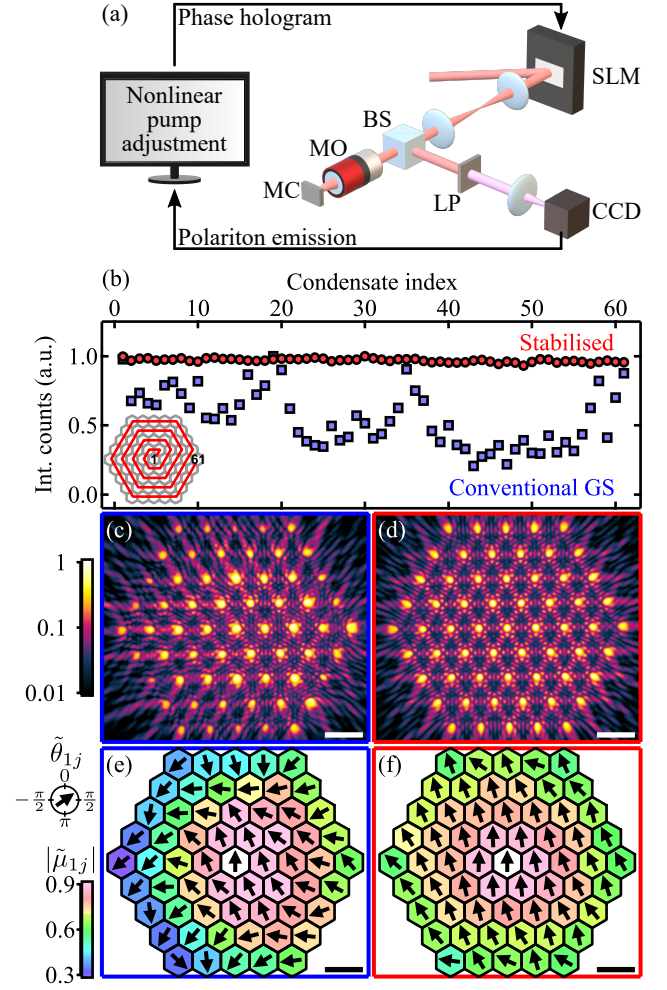 (a)
Phase hologram
Nonlinear
pump
adjustment
SLM
BS
MO
MC
LP
CCD
Polariton emission
(b)
Condensate index
0 10 20 30 40 50 60
Int. counts (a.u.)
1.0
0.5
0.0
Stabilised
Conventional GS
1
61
(c)
(d)
1
0.1
0.01
θ̃₁ⱼ
0
−π/2
π/2
π
(e)
(f)
|μ̃₁ⱼ|
0.9
0.6
0.3